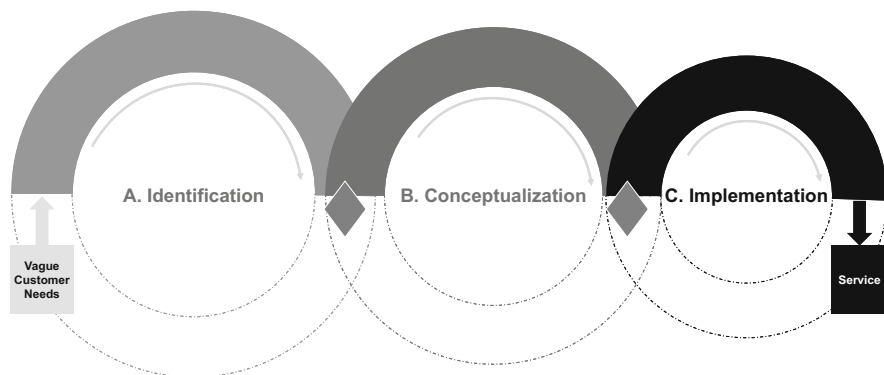 A. Identification
B. Conceptualization
C. Implementation
Vague
Customer
Needs
Service